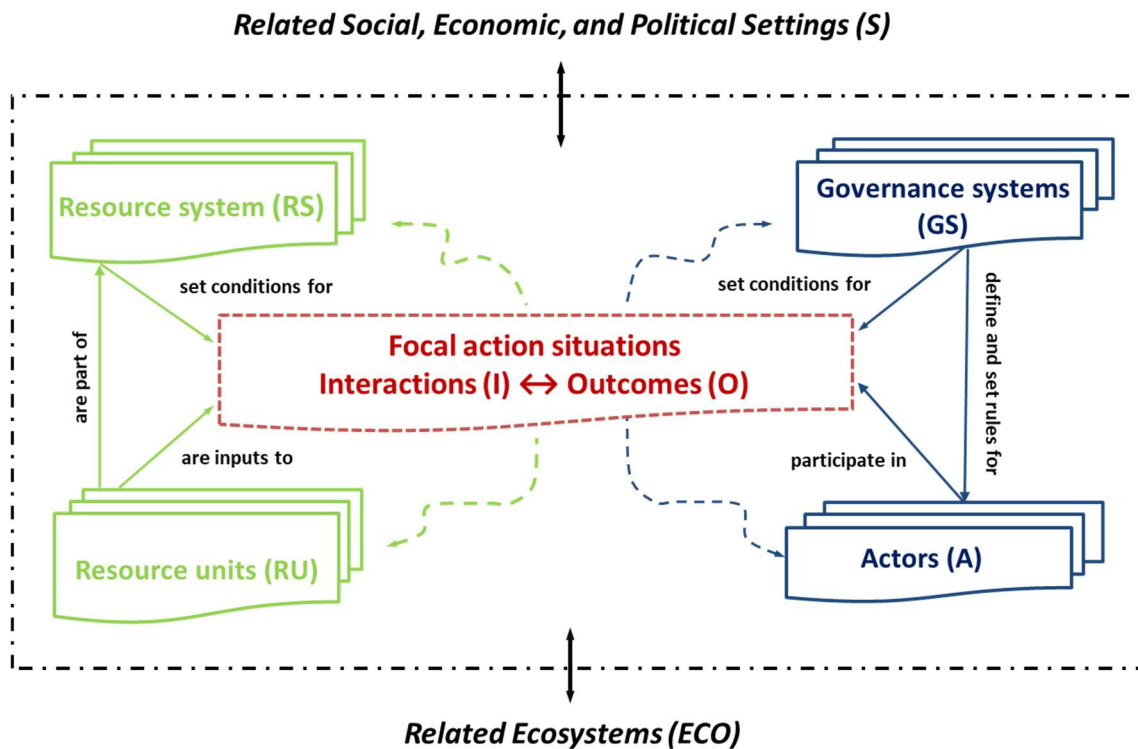 Related Social, Economic, and Political Settings (S)
Resource system (RS)
Governance systems
(GS)
set conditions for
set conditions for
are part of
define and set rules for
Focal action situations
Interactions (I) ↔ Outcomes (O)
are inputs to
participate in
Resource units (RU)
Actors (A)
Related Ecosystems (ECO)